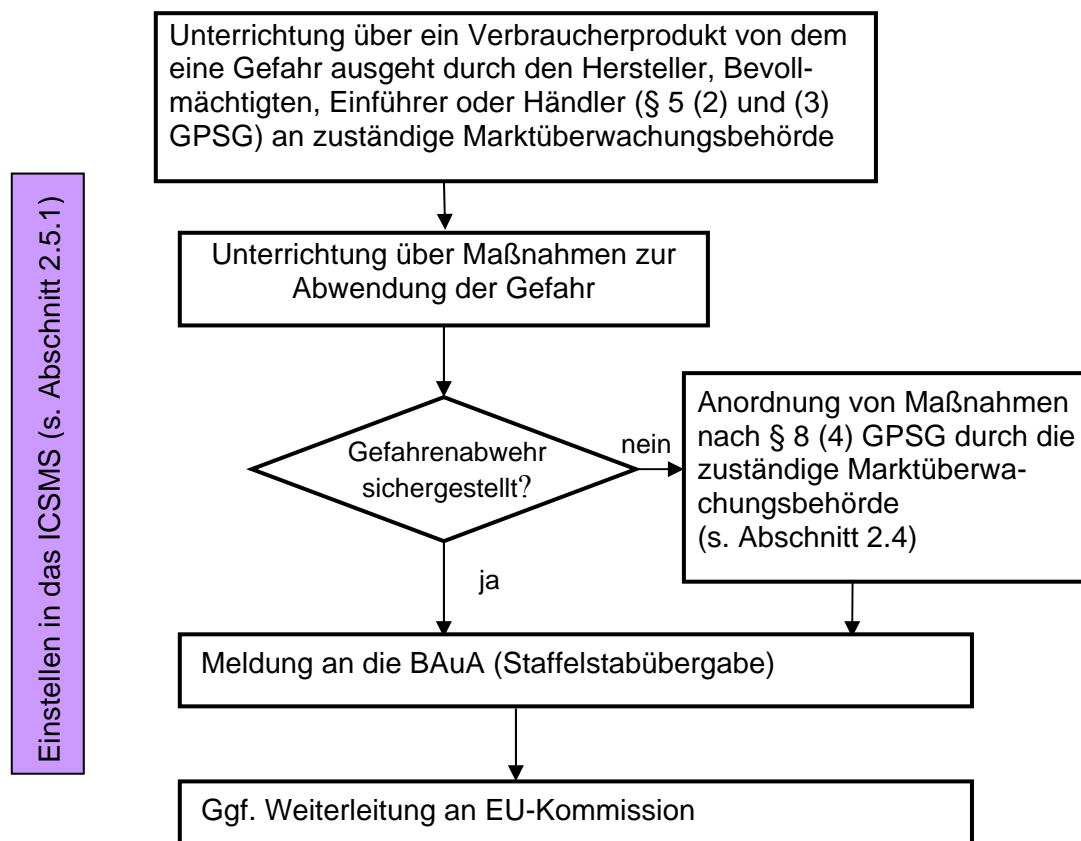 Unterrichtung über ein Verbraucherprodukt von dem
eine Gefahr ausgeht durch den Hersteller, Bevoll-
mächtigten, Einführer oder Händler (§ 5 (2) und (3)
GPSG) an zuständige Marktüberwachungsbehörde
Einstellen in das ICSMS (s. Abschnitt 2.5.1)
Unterrichtung über Maßnahmen zur
Abwendung der Gefahr
Gefahrenabwehr
sichergestellt?
nein
Anordnung von Maßnahmen
nach § 8 (4) GPSG durch die
zuständige Marktüberwa-
chungsbehörde
(s. Abschnitt 2.4)
ja
Meldung an die BAuA (Staffelstabübergabe)
Ggf. Weiterleitung an EU-Kommission